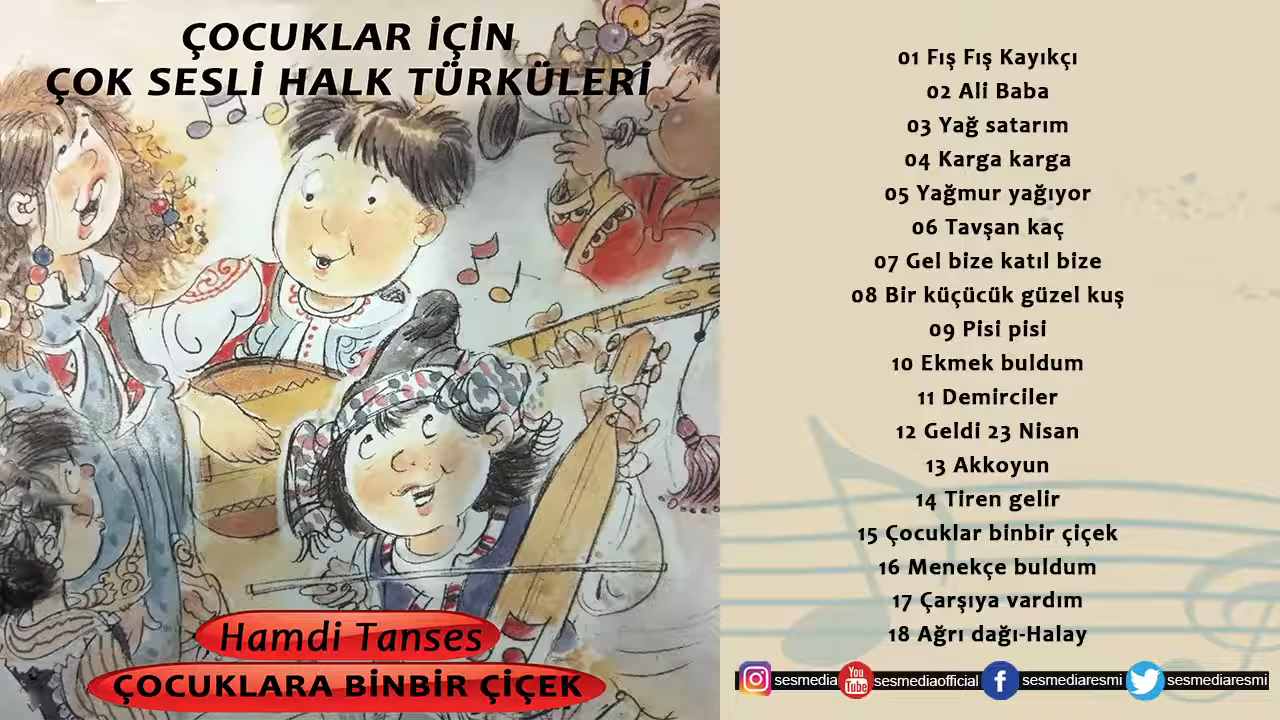 ÇOCUKLAR İÇİN
ÇOK SESLİ HALK TÜRKÜLERİ
Hamdi Tanses
ÇOCUKLARA BİNBİR ÇİÇEK
01 Fış Fış Kayıkçı
02 Ali Baba
03 Yağ satarım
04 Karga karga
05 Yağmur yağıyor
06 Tavşan kaç
07 Gel bize katıl bize
08 Bir küçücük güzel kuş
09 Pisi pisi
10 Ekmek buldum
11 Demirciler
12 Geldi 23 Nisan
13 Akkoyun
14 Tiren gelir
15 Çocuklar binbir çiçek
16 Menekçe buldum
17 Çarşıya vardım
18 Ağrı dağı-Halay
sesmedia You Tube sesmediaofficial f sesmediaresmi sesmediaresmi